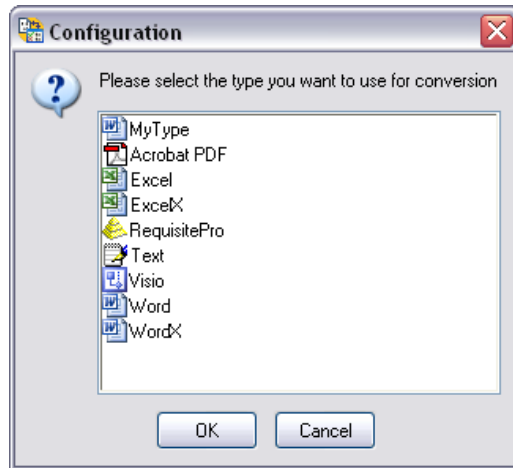 Configuration
Please select the type you want to use for conversion
MyType
Acrobat PDF
Excel
ExcelX
RequisitePro
Text
Visio
Word
WordX
OK
Cancel